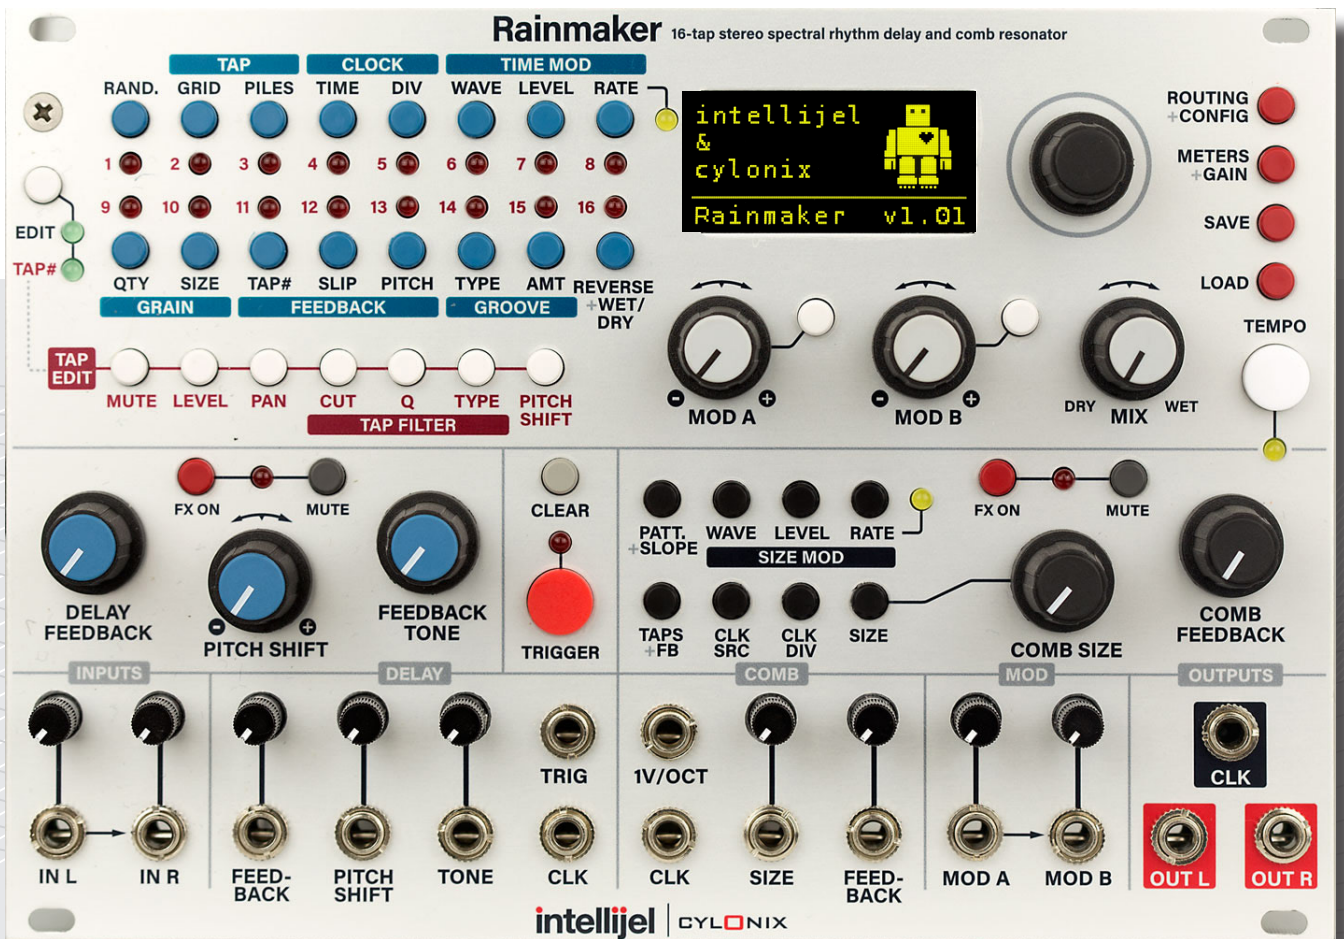 Rainmaker 16-tap stereo spectral rhythm delay and comb resonator
TAP CLOCK TIME MOD
RAND. GRID PILES TIME DIV WAVE LEVEL RATE
1 2 3 4 5 6 7 8
9 10 11 12 13 14 15 16
QTY SIZE TAP# SLIP PITCH TYPE AMT REVERSE
+WET/
DRY
GRAIN FEEDBACK GROOVE
EDIT
TAP#
intellijel
&
cylonix
Rainmaker v1.01
ROUTING
+CONFIG
METERS
+GAIN
SAVE
LOAD
TEMPO
TAP
EDIT
MUTE LEVEL PAN CUT Q TYPE PITCH
SHIFT
TAP FILTER
- +
MOD A
- +
MOD B
DRY WET
MIX
FX ON MUTE
DELAY
FEEDBACK
- +
PITCH SHIFT
FEEDBACK
TONE
CLEAR
TRIGGER
PATT.
+SLOPE
WAVE LEVEL RATE
SIZE MOD
TAPS
+FB
CLK
SRC
CLK
DIV
SIZE
FX ON MUTE
COMB SIZE
COMB
FEEDBACK
INPUTS DELAY COMB MOD OUTPUTS
TRIG 1V/OCT CLK
IN L IN R FEED-
BACK
PITCH
SHIFT
TONE CLK CLK SIZE FEED-
BACK
MOD A MOD B OUT L OUT R
intellijel CYLONIX